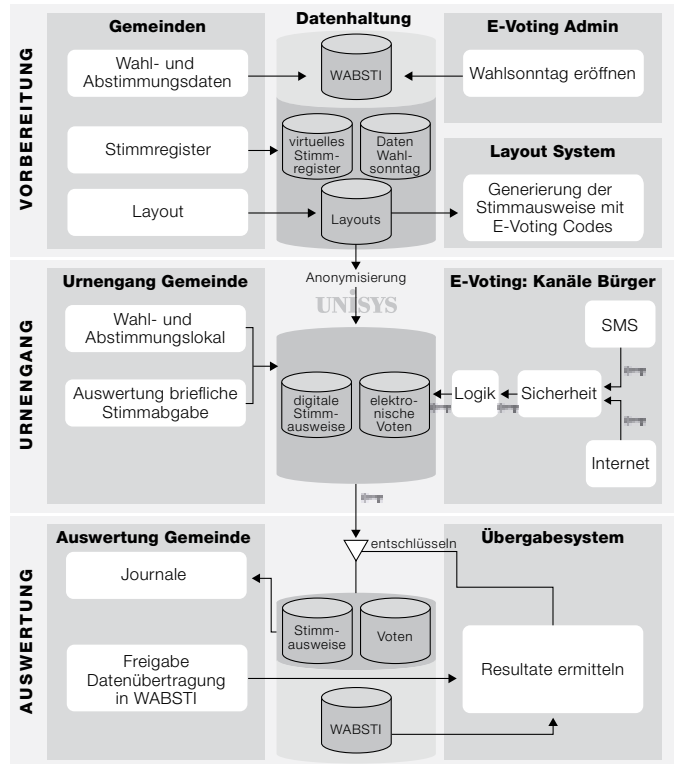 VORBEREITUNG
Gemeinden
Wahl- und
Abstimmungsdaten
Stimmregister
Layout
Datenhaltung
WABSTI
virtuelles
Stimm-
register
Daten
Wahl-
sonntag
Layouts
E-Voting Admin
Wahlsonntag eröffnen
Layout System
Generierung der
Stimmausweise mit
E-Voting Codes
URNENGANG
Urnengang Gemeinde
Wahl- und
Abstimmungslokal
Auswertung briefliche
Stimmabgabe
Anonymisierung
UNISYS
digitale
Stimm-
ausweise
elektro-
nische
Voten
E-Voting: Kanäle Bürger
SMS
Logik
Sicherheit
Internet
AUSWERTUNG
Auswertung Gemeinde
Journale
Freigabe
Datenübertragung
in WABSTI
entschlüsseln
Stimm-
ausweise
Voten
WABSTI
Übergabesystem
Resultate ermitteln